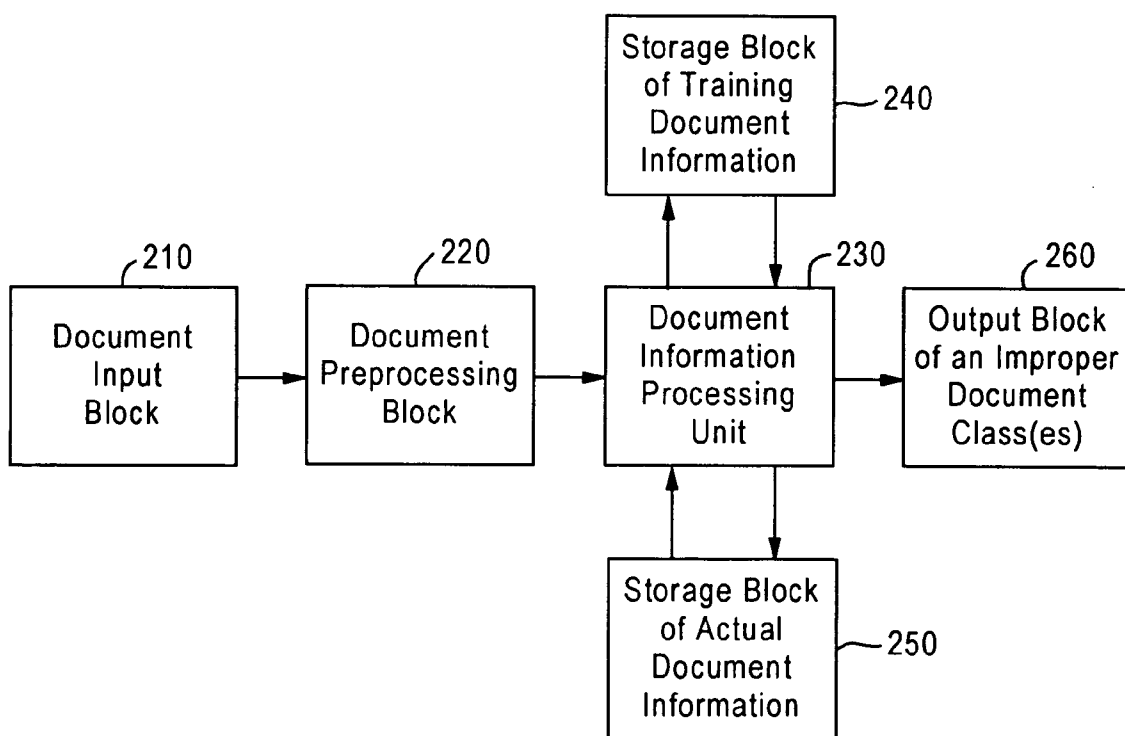 Storage Block
of Training
Document
Information
240
210
Document
Input
Block
220
Document
Preprocessing
Block
230
Document
Information
Processing
Unit
260
Output Block
of an Improper
Document
Class(es)
Storage Block
of Actual
Document
Information
250